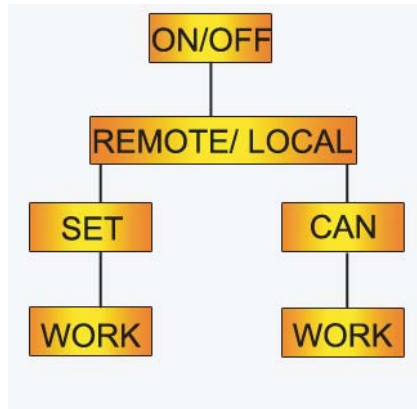 ON/OFF
REMOTE/ LOCAL
SET
CAN
WORK
WORK